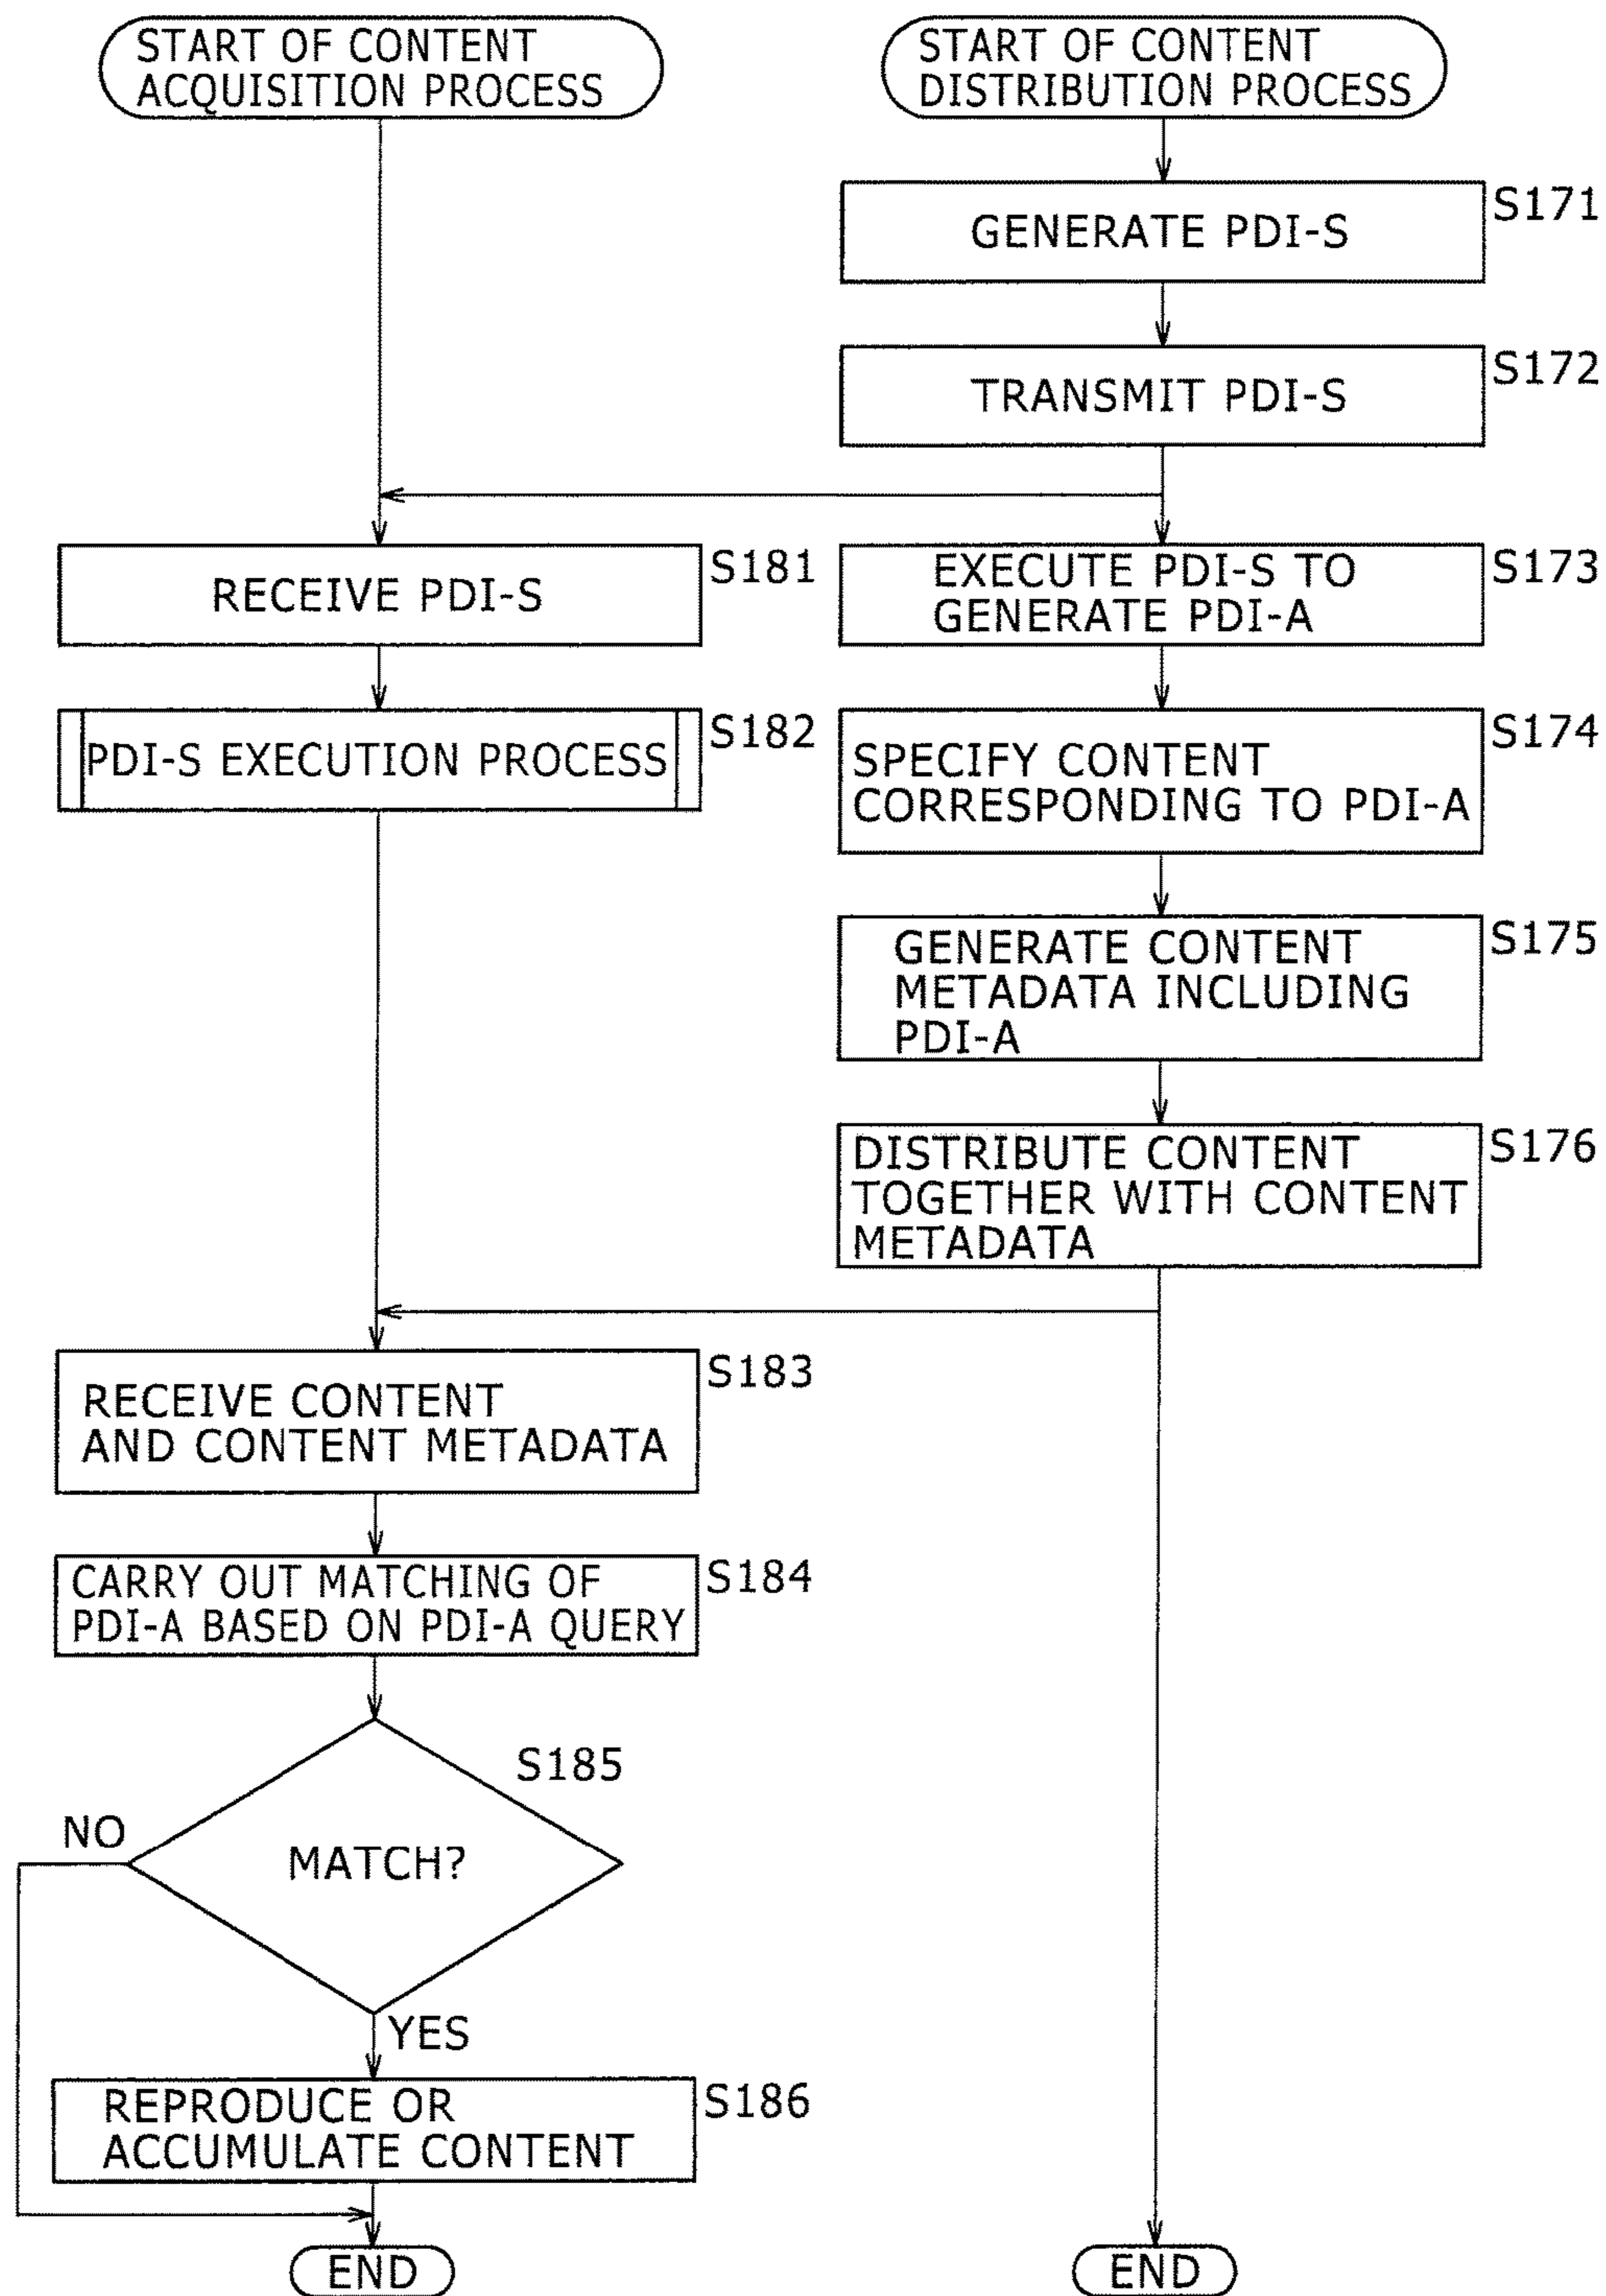 START OF CONTENT
ACQUISITION PROCESS
START OF CONTENT
DISTRIBUTION PROCESS
S171
GENERATE PDI-S
S172
TRANSMIT PDI-S
S181
RECEIVE PDI-S
S173
EXECUTE PDI-S TO
GENERATE PDI-A
S182
PDI-S EXECUTION PROCESS
S174
SPECIFY CONTENT
CORRESPONDING TO PDI-A
S175
GENERATE CONTENT
METADATA INCLUDING
PDI-A
S176
DISTRIBUTE CONTENT
TOGETHER WITH CONTENT
METADATA
S183
RECEIVE CONTENT
AND CONTENT METADATA
S184
CARRY OUT MATCHING OF
PDI-A BASED ON PDI-A QUERY
S185
NO
MATCH?
YES
S186
REPRODUCE OR
ACCUMULATE CONTENT
END
END